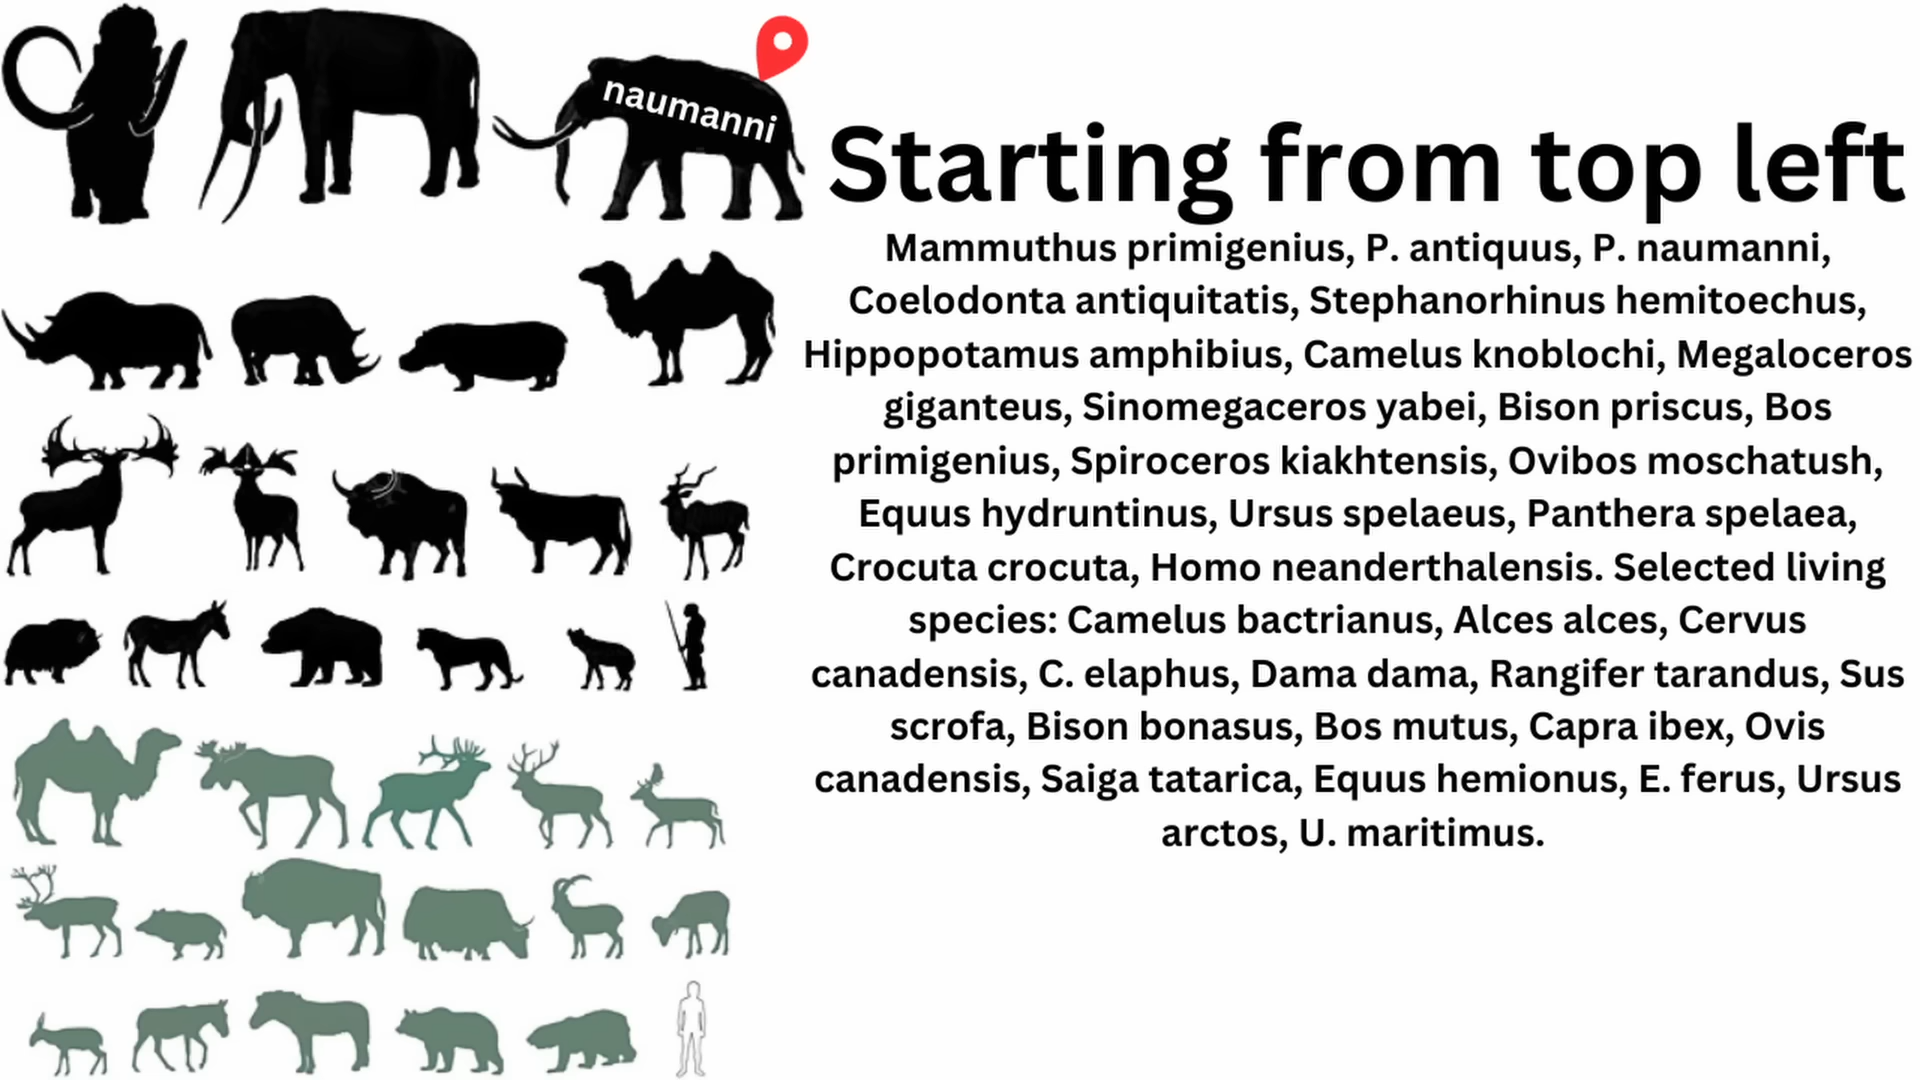 naumanni
Starting from top left
Mammuthus primigenius, P. antiquus, P. naumanni,
Coelodonta antiquitatis, Stephanorhinus hemitoechus,
Hippopotamus amphibius, Camelus knoblochi, Megaloceros
giganteus, Sinomegaceros yabei, Bison priscus, Bos
primigenius, Spiroceros kiakhtensis, Ovibos moschatush,
Equus hydruntinus, Ursus spelaeus, Panthera spelaea,
Crocuta crocuta, Homo neanderthalensis. Selected living
species: Camelus bactrianus, Alces alces, Cervus
canadensis, C. elaphus, Dama dama, Rangifer tarandus, Sus
scrofa, Bison bonasus, Bos mutus, Capra ibex, Ovis
canadensis, Saiga tatarica, Equus hemionus, E. ferus, Ursus
arctos, U. maritimus.